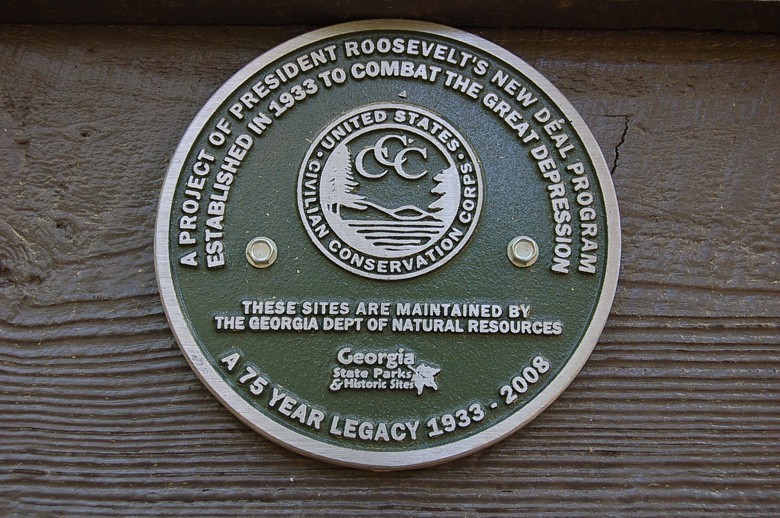 A PROJECT OF PRESIDENT ROOSEVELT'S NEW DEAL PROGRAM
ESTABLISHED IN 1933 TO COMBAT THE GREAT DEPRESSION
UNITED STATES
CCC
CIVILIAN CONSERVATION CORPS
THESE SITES ARE MAINTAINED BY
THE GEORGIA DEPT OF NATURAL RESOURCES
Georgia
State Parks
& Historic Sites
A 75 YEAR LEGACY 1933 - 2008